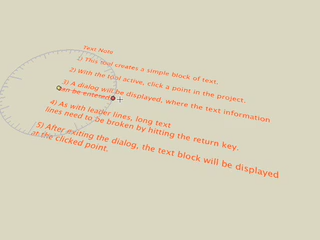 Text Note
1) This tool creates a simple block of text.
2) With the tool active, click a point in the project.
3) A dialog will be displayed, where the text information
can be entered.
4) As with leader lines, long text
lines need to be broken by hitting the return key.
5) After exiting the dialog, the text block will be displayed
at the clicked point.